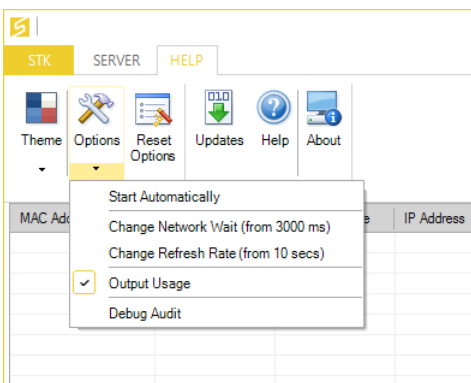 STK SERVER HELP
Theme Options Reset Options Updates Help About
Start Automatically
MAC Add IP Address
Change Network Wait (from 3000 ms)
Change Refresh Rate (from 10 secs)
Output Usage
Debug Audit